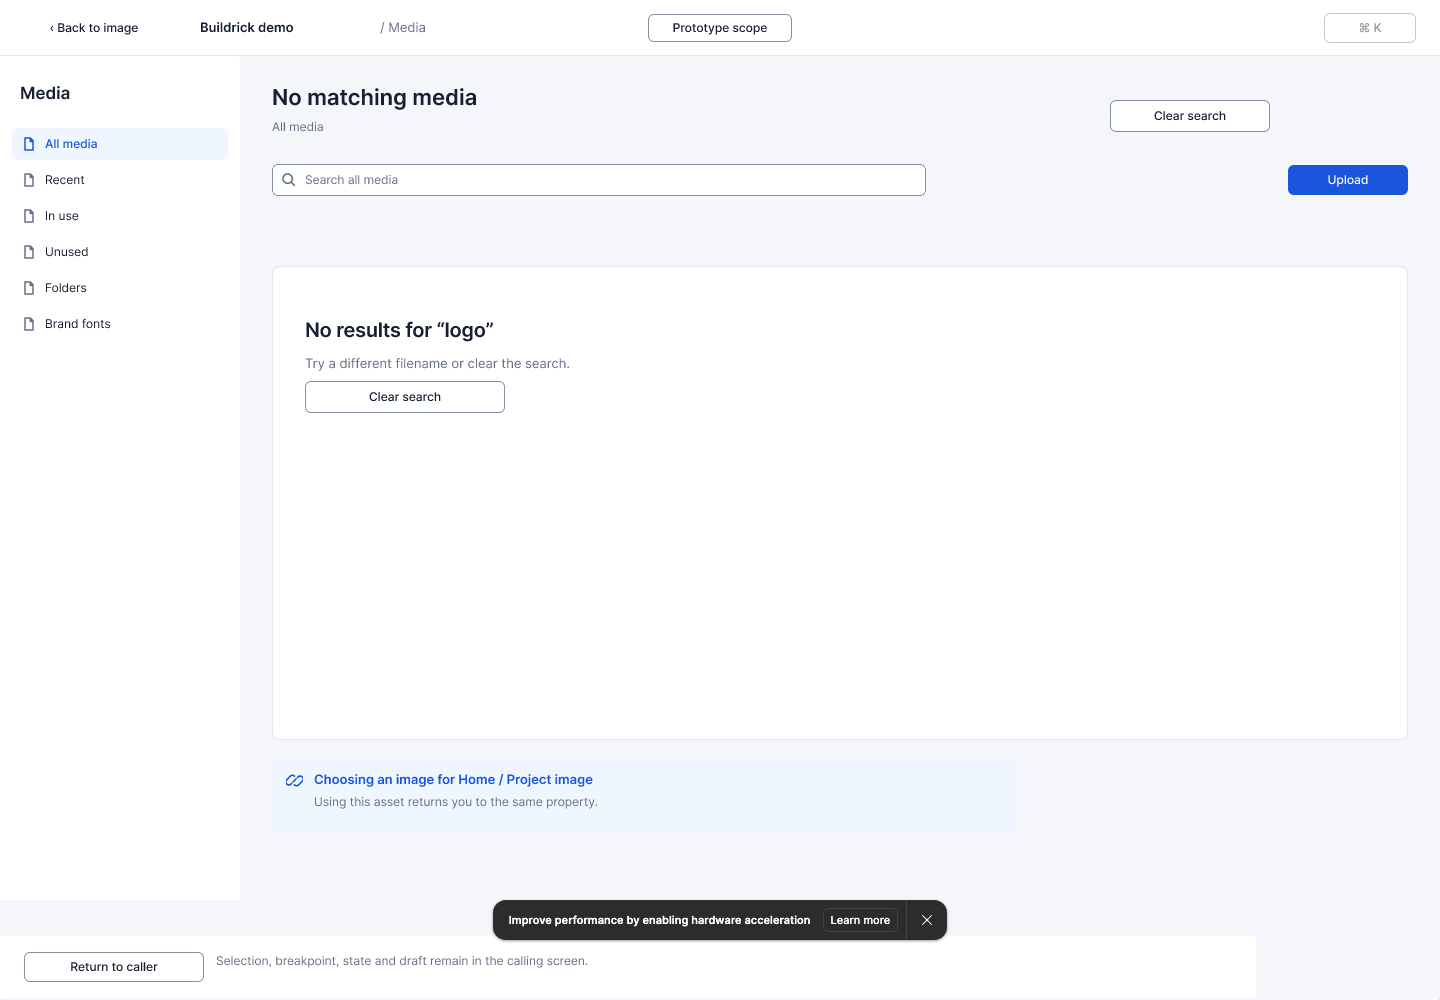 ‹ Back to image
Buildrick demo
/ Media
Prototype scope
⌘ K
Media
All media
Recent
In use
Unused
Folders
Brand fonts
No matching media
All media
Clear search
Search all media
Upload
No results for “logo”
Try a different filename or clear the search.
Clear search
Choosing an image for Home / Project image
Using this asset returns you to the same property.
Improve performance by enabling hardware acceleration
Learn more
Return to caller
Selection, breakpoint, state and draft remain in the calling screen.